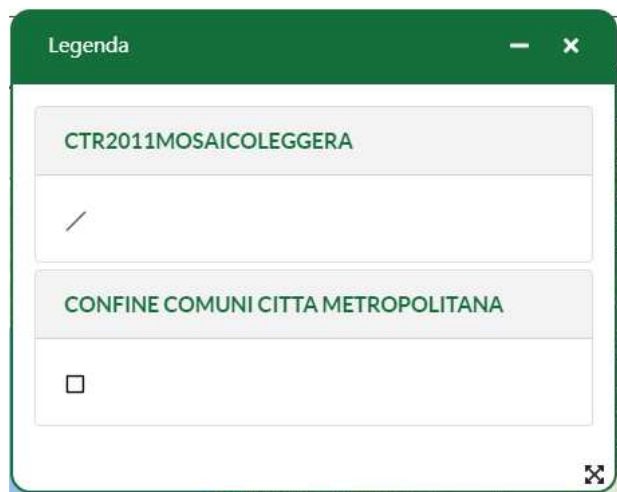 Legenda
CTR2011MOSAICOLEGGERA
CONFINE COMUNI CITTA METROPOLITANA